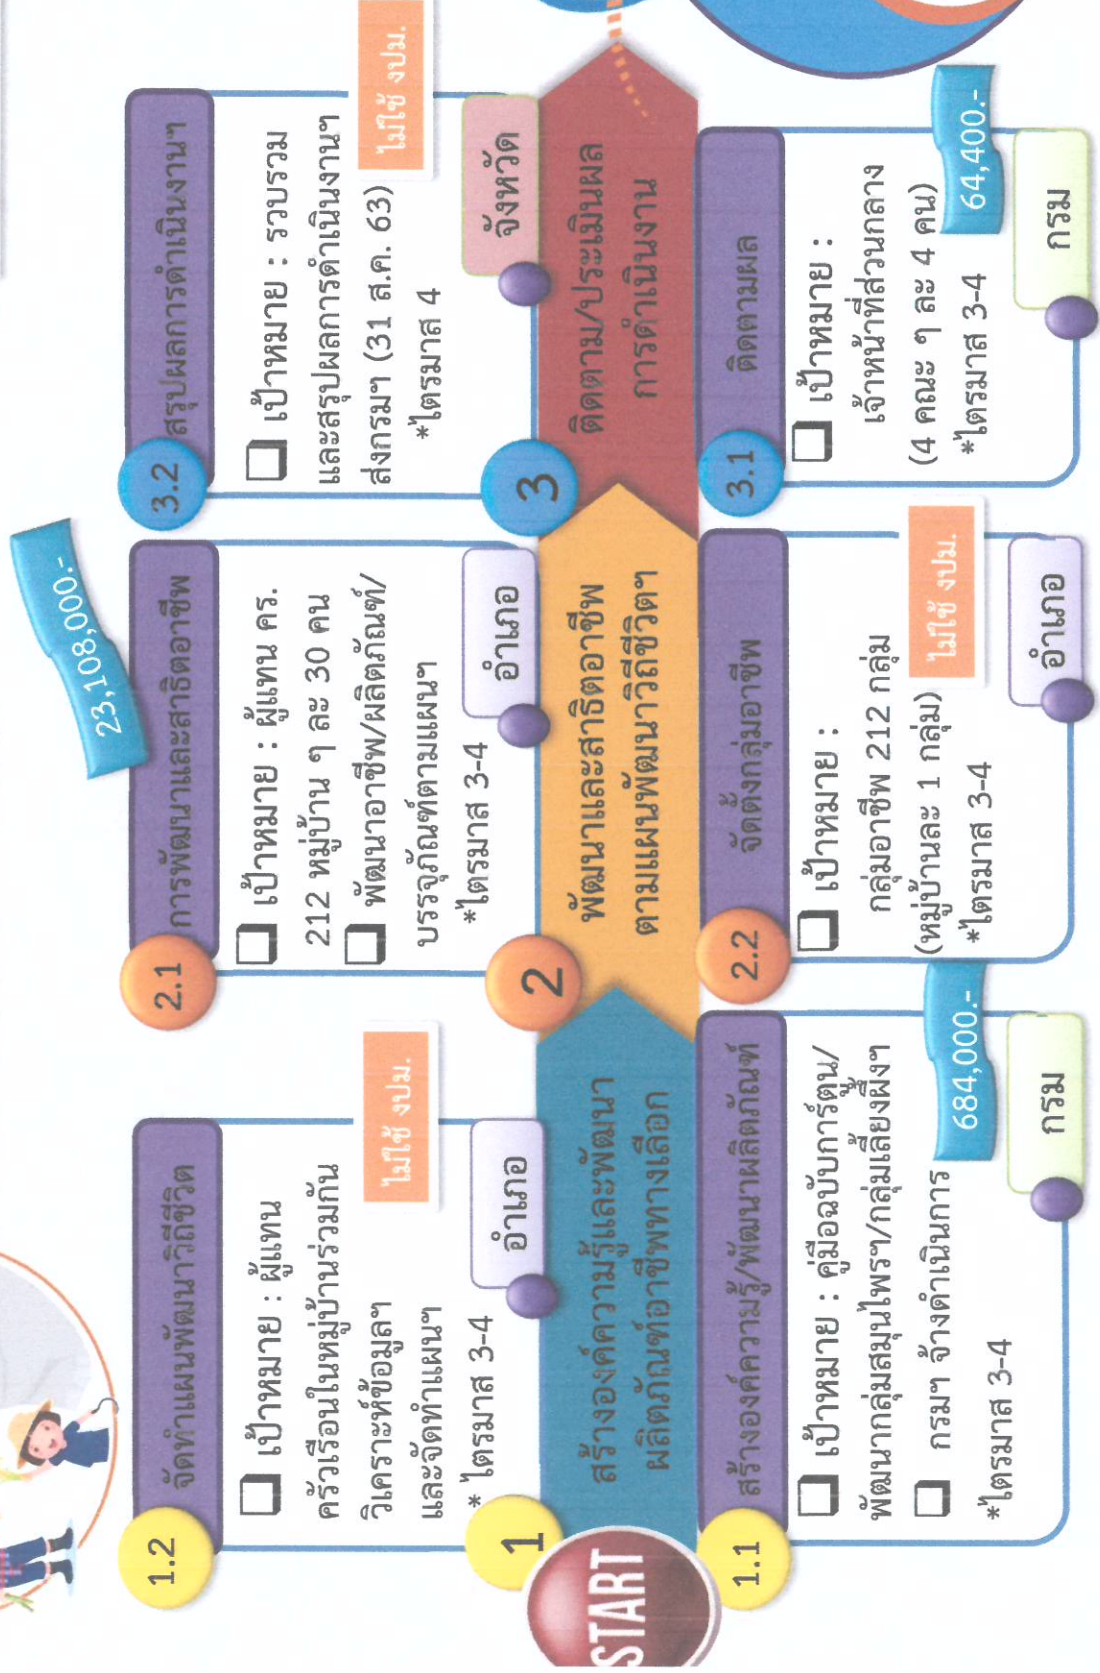 START
1
สร้างองค์ความรู้และพัฒนา
ผลิตภัณฑ์อาชีพทางเลือก
1.1
สร้างองค์ความรู้/พัฒนาผลิตภัณฑ์
เป้าหมาย : คู่มือฉบับการ์ตูน/
พัฒนากลุ่มสมุนไพรฯ/กลุ่มเลี้ยงผึ้งฯ
กรมฯ จ้างดำเนินการ
*ไตรมาส 3-4
684,000.-
กรม
1.2
จัดทำแผนพัฒนาวิถีชีวิต
เป้าหมาย : ผู้แทน
ครัวเรือนในหมู่บ้านร่วมกัน
วิเคราะห์ข้อมูลฯ
และจัดทำแผนฯ
* ไตรมาส 3-4
ไม่ใช้ งปม.
อำเภอ
2
พัฒนาและสาธิตอาชีพ
ตามแผนพัฒนาวิถีชีวิตฯ
2.1
การพัฒนาและสาธิตอาชีพ
23,108,000.-
เป้าหมาย : ผู้แทน คร.
212 หมู่บ้าน ๆ ละ 30 คน
พัฒนาอาชีพ/ผลิตภัณฑ์/
บรรจุภัณฑ์ตามแผนฯ
*ไตรมาส 3-4
อำเภอ
2.2
จัดตั้งกลุ่มอาชีพ
เป้าหมาย :
กลุ่มอาชีพ 212 กลุ่ม
(หมู่บ้านละ 1 กลุ่ม)
*ไตรมาส 3-4
ไม่ใช้ งปม.
อำเภอ
3
ติดตาม/ประเมินผล
การดำเนินงาน
3.1
ติดตามผล
เป้าหมาย :
เจ้าหน้าที่ส่วนกลาง
(4 คณะ ๆ ละ 4 คน)
*ไตรมาส 3-4
64,400.-
กรม
3.2
สรุปผลการดำเนินงานฯ
เป้าหมาย : รวบรวม
และสรุปผลการดำเนินงานฯ
ส่งกรมฯ (31 ส.ค. 63)
*ไตรมาส 4
ไม่ใช้ งปม.
จังหวัด